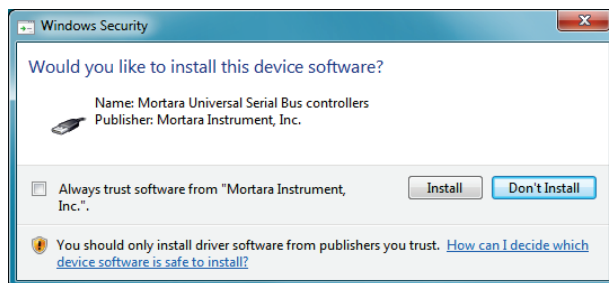 Windows Security
Would you like to install this device software?
Name: Mortara Universal Serial Bus controllers
Publisher: Mortara Instrument, Inc.
Always trust software from "Mortara Instrument,
Inc.".
Install
Don't Install
You should only install driver software from publishers you trust. How can I decide which
device software is safe to install?